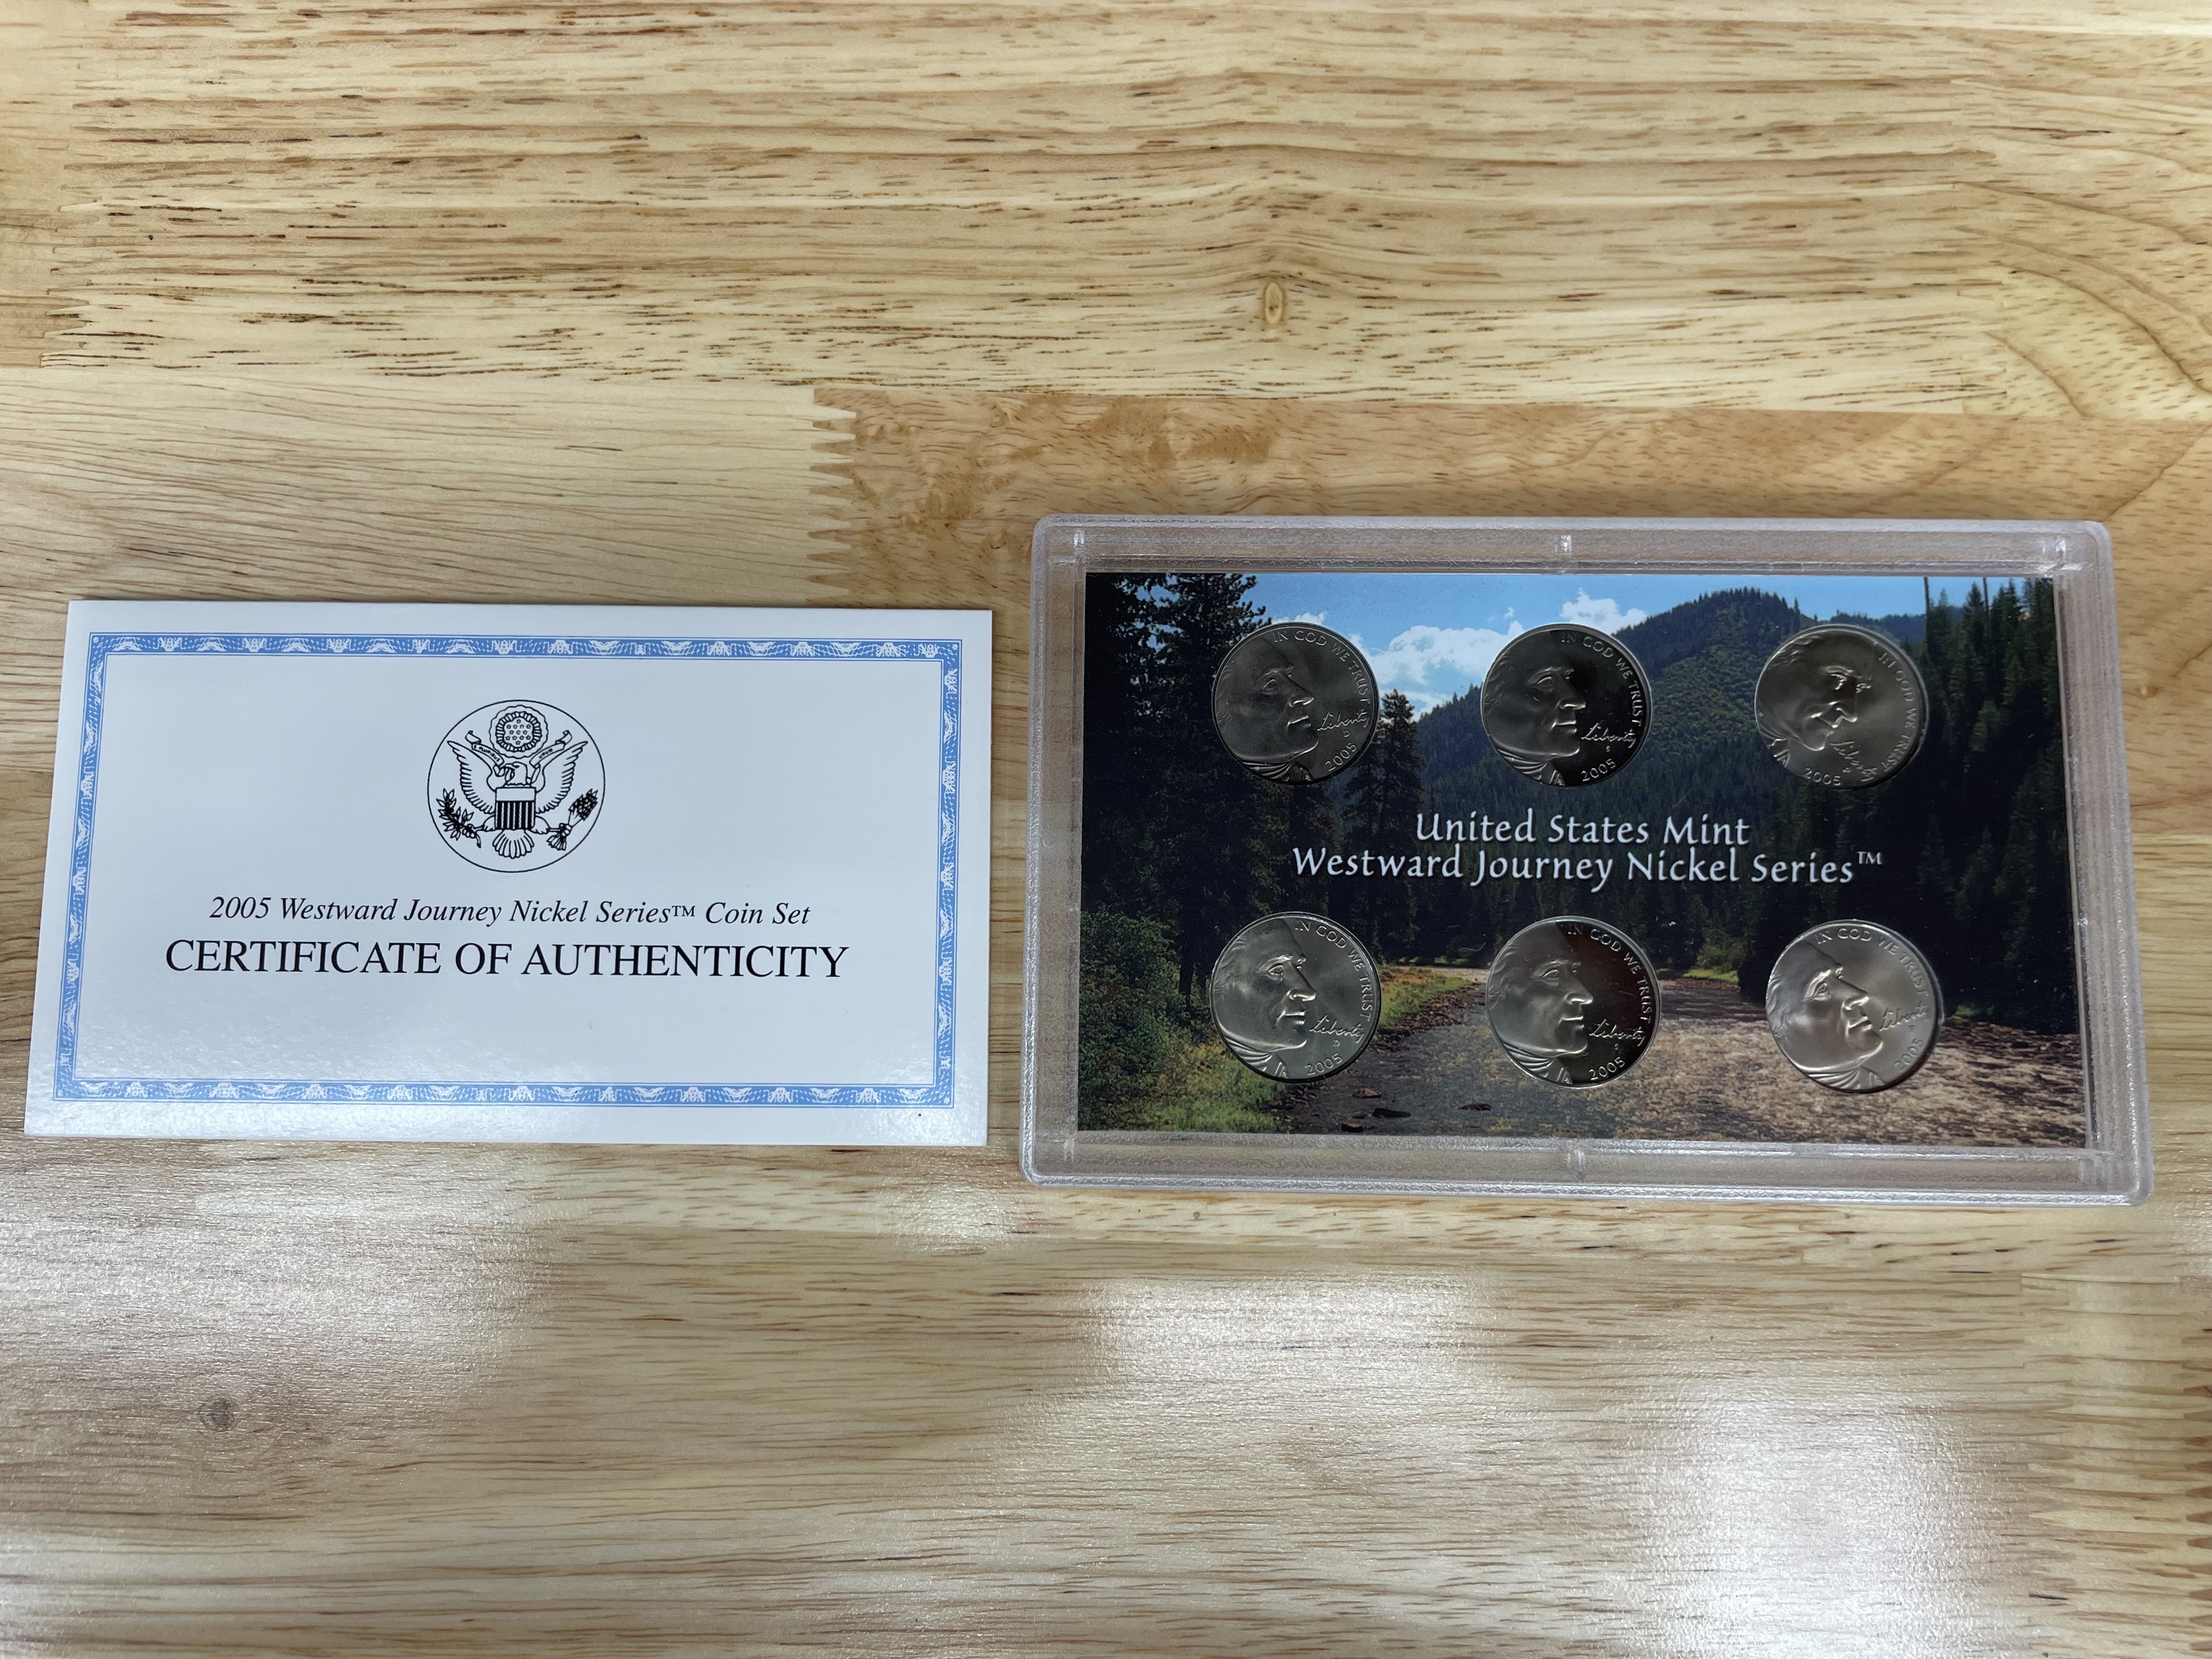 2005 Westward Journey Nickel Series™ Coin Set
CERTIFICATE OF AUTHENTICITY
IN GOD WE TRUST
Liberty
D
2005
IN GOD WE TRUST
Liberty
S
2005
IN GOD WE TRUST
2005
United States Mint
Westward Journey Nickel Series™
IN GOD WE TRUST
Liberty
D
2005
IN GOD WE TRUST
Liberty
S
2005
IN GOD WE TRUST
Liberty
2005